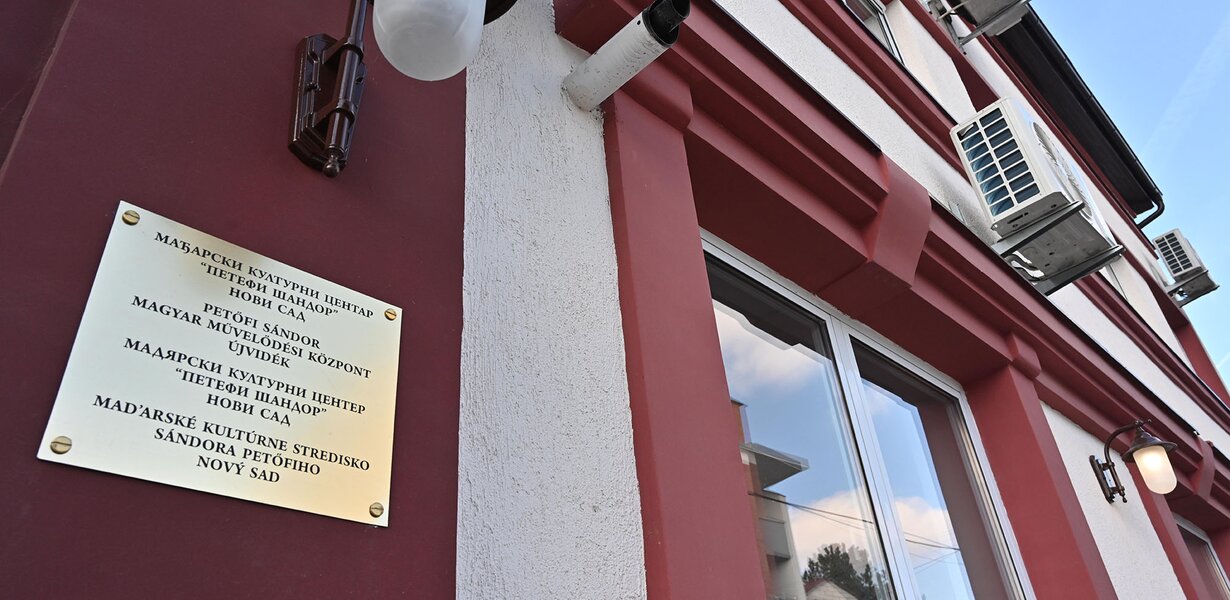 МАЂАРСКИ КУЛТУРНИ ЦЕНТАР
“ПЕТЕФИ ШАНДОР”
НОВИ САД
PETŐFI SÁNDOR
MAGYAR MŰVELŐDÉSI KÖZPONT
ÚJVIDÉK
МАДЯРСКИ КУЛТУРНИ ЦЕНТЕР
“ПЕТЕФИ ШАНДОР”
НОВИ САД
MAĎARSKÉ KULTÚRNE STREDISKO
SÁNDORA PETŐFIHO
NOVÝ SAD